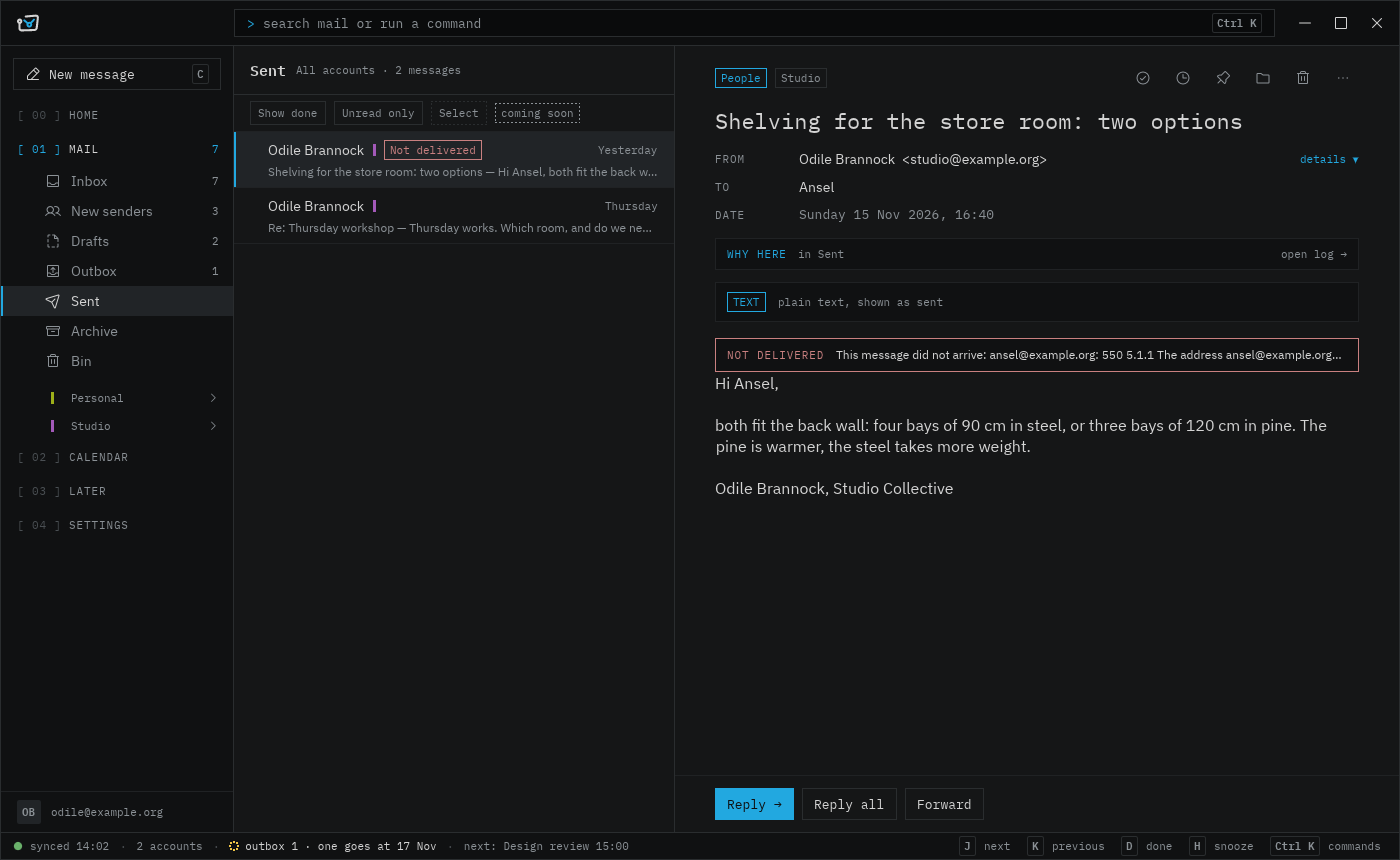 > search mail or run a command Ctrl K
New message C
[ 00 ] HOME
[ 01 ] MAIL 7
Inbox 7
New senders 3
Drafts 2
Outbox 1
Sent
Archive
Bin
Personal
Studio
[ 02 ] CALENDAR
[ 03 ] LATER
[ 04 ] SETTINGS
OB odile@example.org
Sent All accounts · 2 messages
Show done Unread only Select coming soon
Odile Brannock Not delivered Yesterday
Shelving for the store room: two options — Hi Ansel, both fit the back w...
Odile Brannock Thursday
Re: Thursday workshop — Thursday works. Which room, and do we ne...
People Studio
Shelving for the store room: two options
FROM Odile Brannock <studio@example.org> details ▾
TO Ansel
DATE Sunday 15 Nov 2026, 16:40
WHY HERE in Sent open log →
TEXT plain text, shown as sent
NOT DELIVERED This message did not arrive: ansel@example.org: 550 5.1.1 The address ansel@example.org...
Hi Ansel,
both fit the back wall: four bays of 90 cm in steel, or three bays of 120 cm in pine. The
pine is warmer, the steel takes more weight.
Odile Brannock, Studio Collective
Reply → Reply all Forward
synced 14:02 · 2 accounts · outbox 1 · one goes at 17 Nov · next: Design review 15:00
J next K previous D done H snooze Ctrl K commands